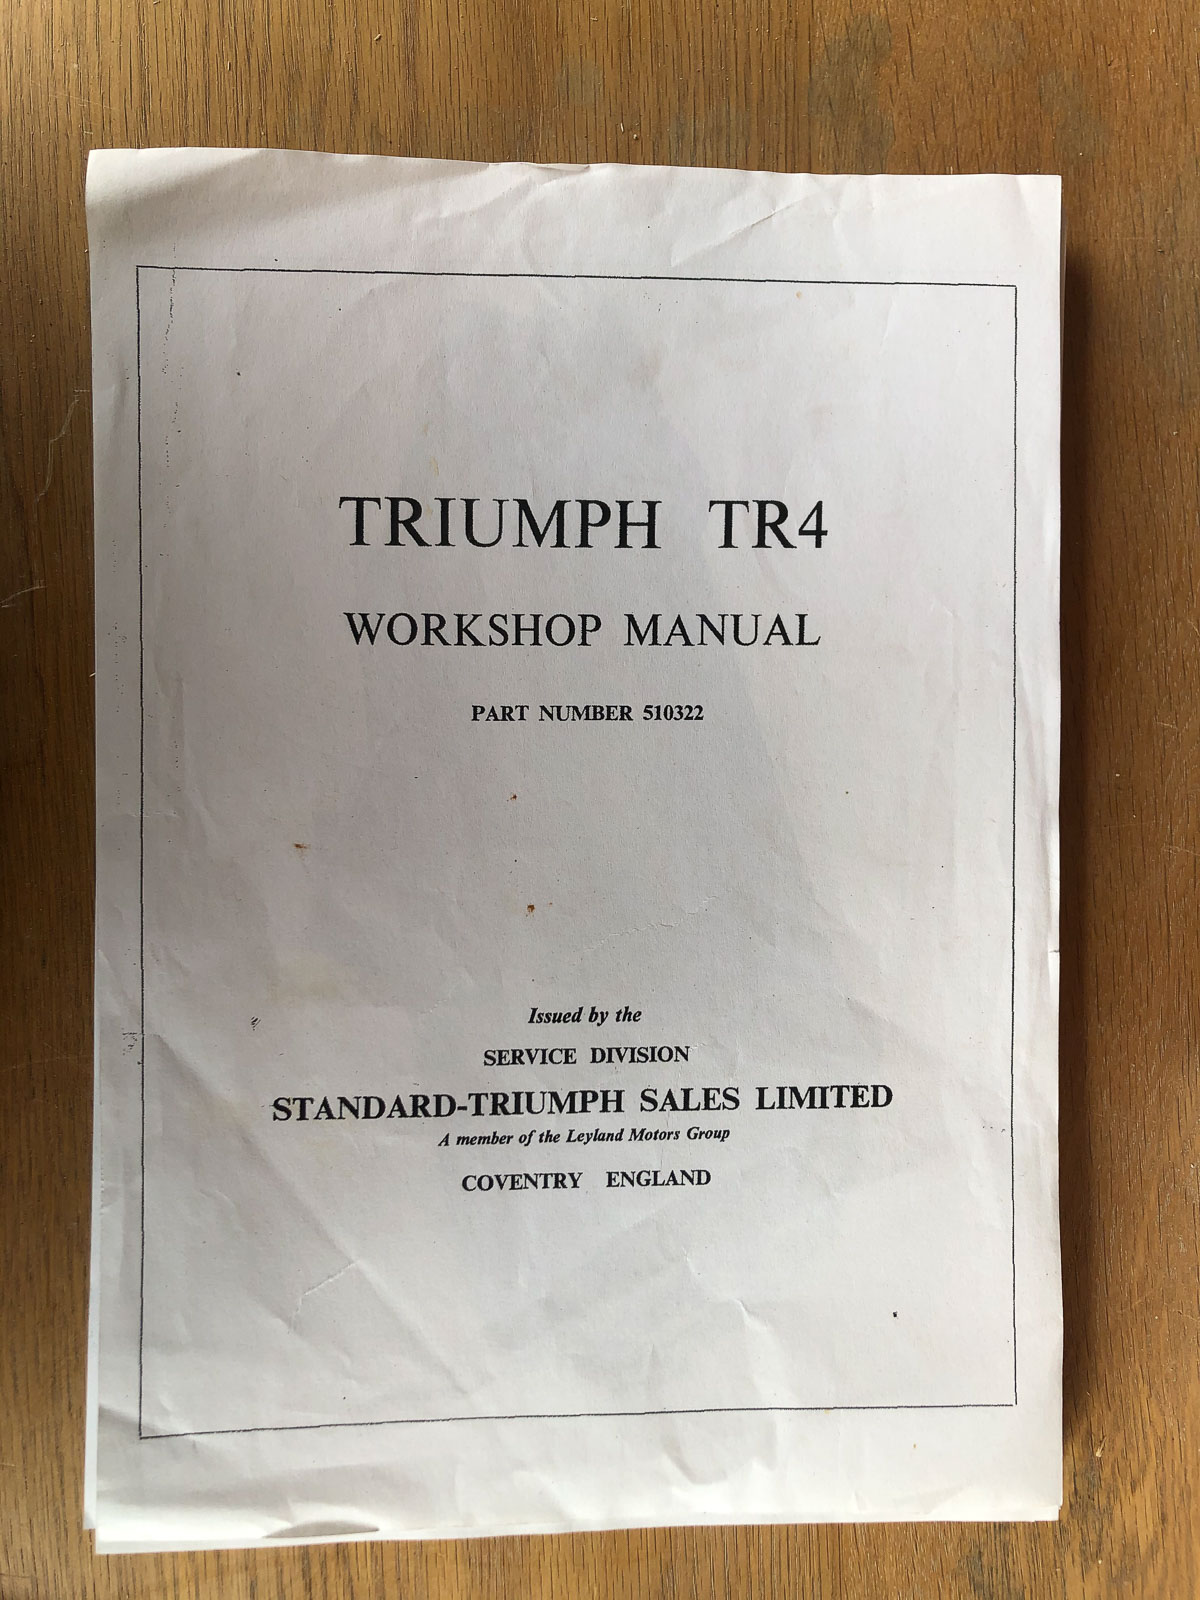 TRIUMPH TR4
WORKSHOP MANUAL
PART NUMBER 510322
Issued by the
SERVICE DIVISION
STANDARD-TRIUMPH SALES LIMITED
A member of the Leyland Motors Group
COVENTRY ENGLAND